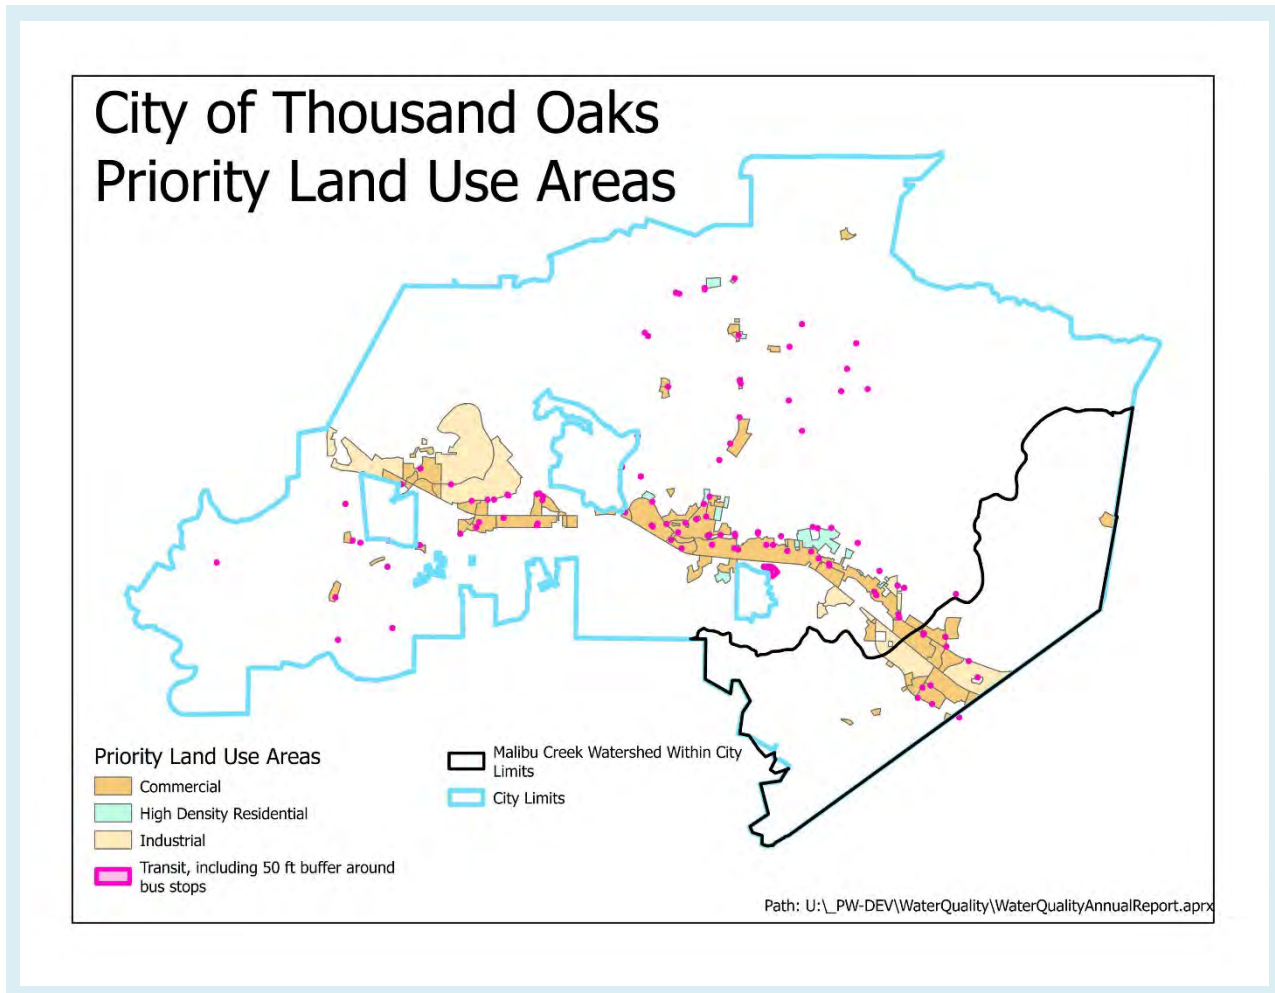 City of Thousand Oaks
Priority Land Use Areas
Priority Land Use Areas
Commercial
High Density Residential
Industrial
Transit, including 50 ft buffer around
bus stops
Malibu Creek Watershed Within City
Limits
City Limits
Path: U:\_PW-DEV\WaterQuality\WaterQualityAnnualReport.aprx